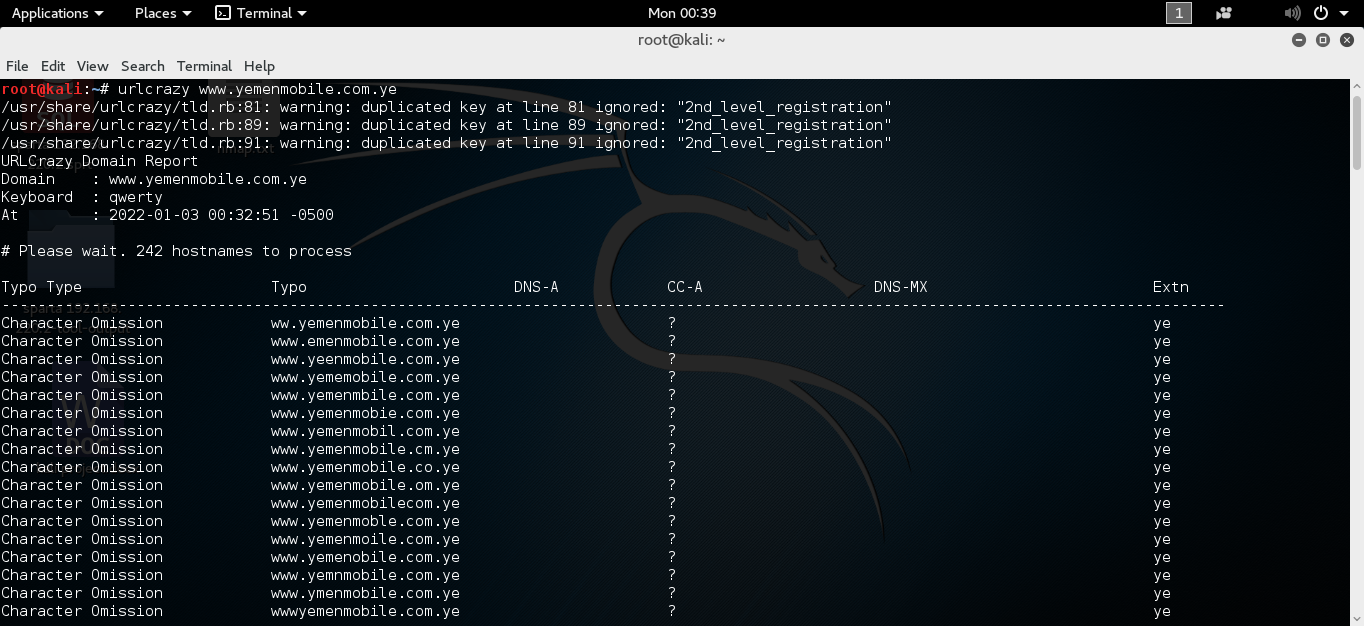 Applications Places Terminal Mon 00:39 1
root@kali: ~
File Edit View Search Terminal Help
root@kali:~# urlcrazy www.yemenmobile.com.ye
/usr/share/urlcrazy/tld.rb:81: warning: duplicated key at line 81 ignored: "2nd_level_registration"
/usr/share/urlcrazy/tld.rb:89: warning: duplicated key at line 89 ignored: "2nd_level_registration"
/usr/share/urlcrazy/tld.rb:91: warning: duplicated key at line 91 ignored: "2nd_level_registration"
URLCrazy Domain Report
Domain    : www.yemenmobile.com.ye
Keyboard  : qwerty
At        : 2022-01-03 00:32:51 -0500
# Please wait. 242 hostnames to process
Typo Type Typo DNS-A CC-A DNS-MX Extn
--------------------------------------------------------------------------------------------------------------------------------------
Character Omission ww.yemenmobile.com.ye ? ye
Character Omission www.emenmobile.com.ye ? ye
Character Omission www.yeenmobile.com.ye ? ye
Character Omission www.yememobile.com.ye ? ye
Character Omission www.yemenmbile.com.ye ? ye
Character Omission www.yemenmobie.com.ye ? ye
Character Omission www.yemenmobil.com.ye ? ye
Character Omission www.yemenmobile.cm.ye ? ye
Character Omission www.yemenmobile.co.ye ? ye
Character Omission www.yemenmobile.om.ye ? ye
Character Omission www.yemenmobilecom.ye ? ye
Character Omission www.yemenmoble.com.ye ? ye
Character Omission www.yemenmoile.com.ye ? ye
Character Omission www.yemenobile.com.ye ? ye
Character Omission www.yemnmobile.com.ye ? ye
Character Omission www.ymenmobile.com.ye ? ye
Character Omission wwwyemenmobile.com.ye ? ye